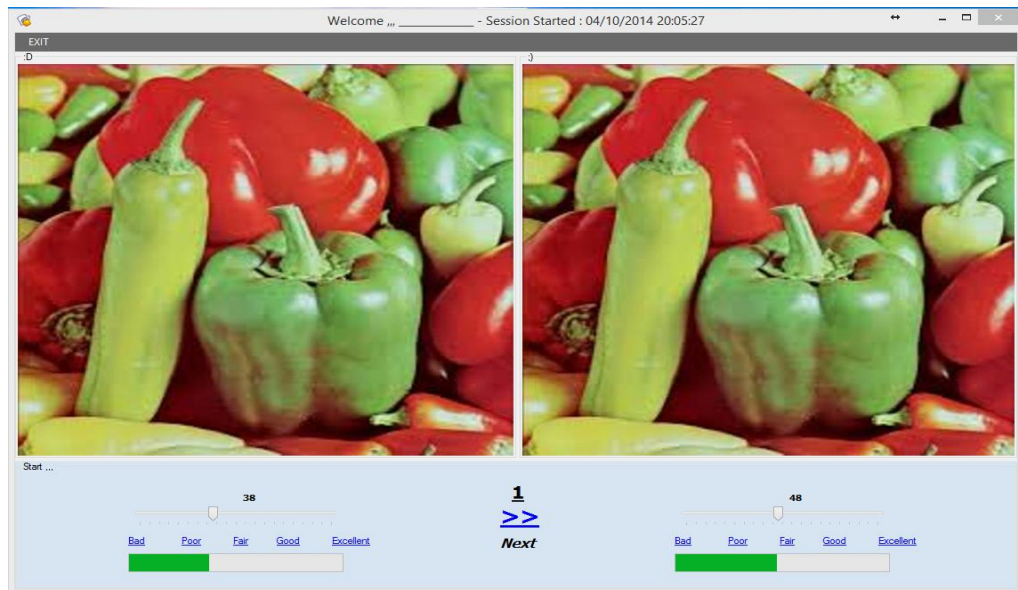 Welcome ,,, ____________ - Session Started : 04/10/2014 20:05:27
EXIT
:D
;)
Start ...
38
Bad Poor Fair Good Excellent
1
>>
Next
48
Bad Poor Fair Good Excellent